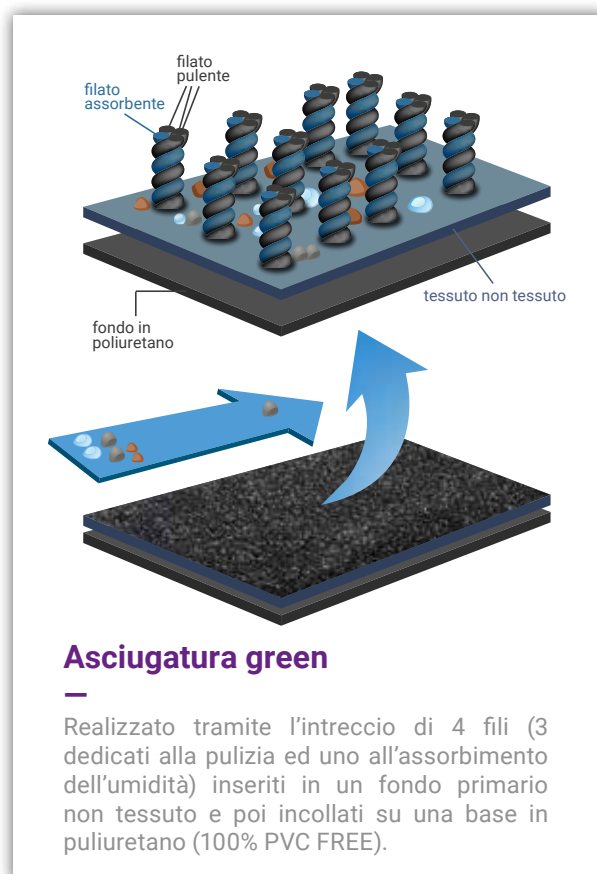 filato
pulente
filato
assorbente
tessuto non tessuto
fondo in
poliuretano
Asciugatura green
Realizzato tramite l’intreccio di 4 fili (3
dedicati alla pulizia ed uno all’assorbimento
dell’umidità) inseriti in un fondo primario
non tessuto e poi incollati su una base in
puliuretano (100% PVC FREE).